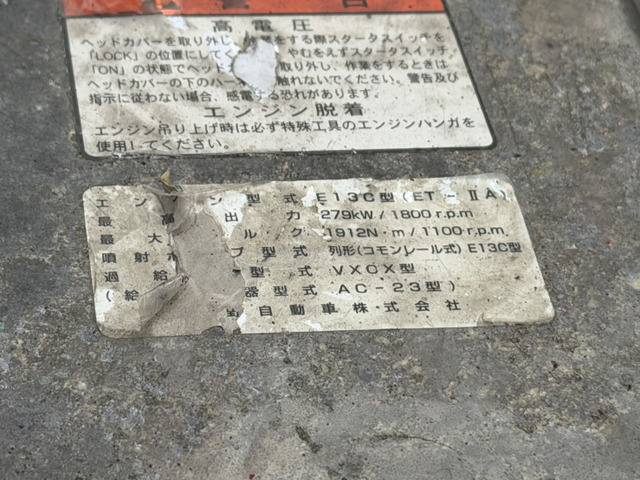 告
高電圧
ヘッドカバーを取り外し 作業をする際スタータスイッチを
「LOCK」の位置にしてく やむをえずスタータスイッチ
「ON」の状態でヘッド 取り外し、作業をするときは
ヘッドカバーの下のハー 触れないでください。警告及び
指示に従わない場合、感電する恐れがあります。
エンジン脱着
エンジン吊り上げ時は必ず特殊工具のエンジンハンガを
使用してください。
エンジン型式 E13C型(ET-ⅡA)
最高出力 279kW/1800r.p.m
最大 ルク 1912N・m/1100r.p.m.
噴射ポ プ型式 列形(コモンレール式)E13C型
過給 型式 VXOX型
(給 器型式 AC-23型)
自動車株式会社